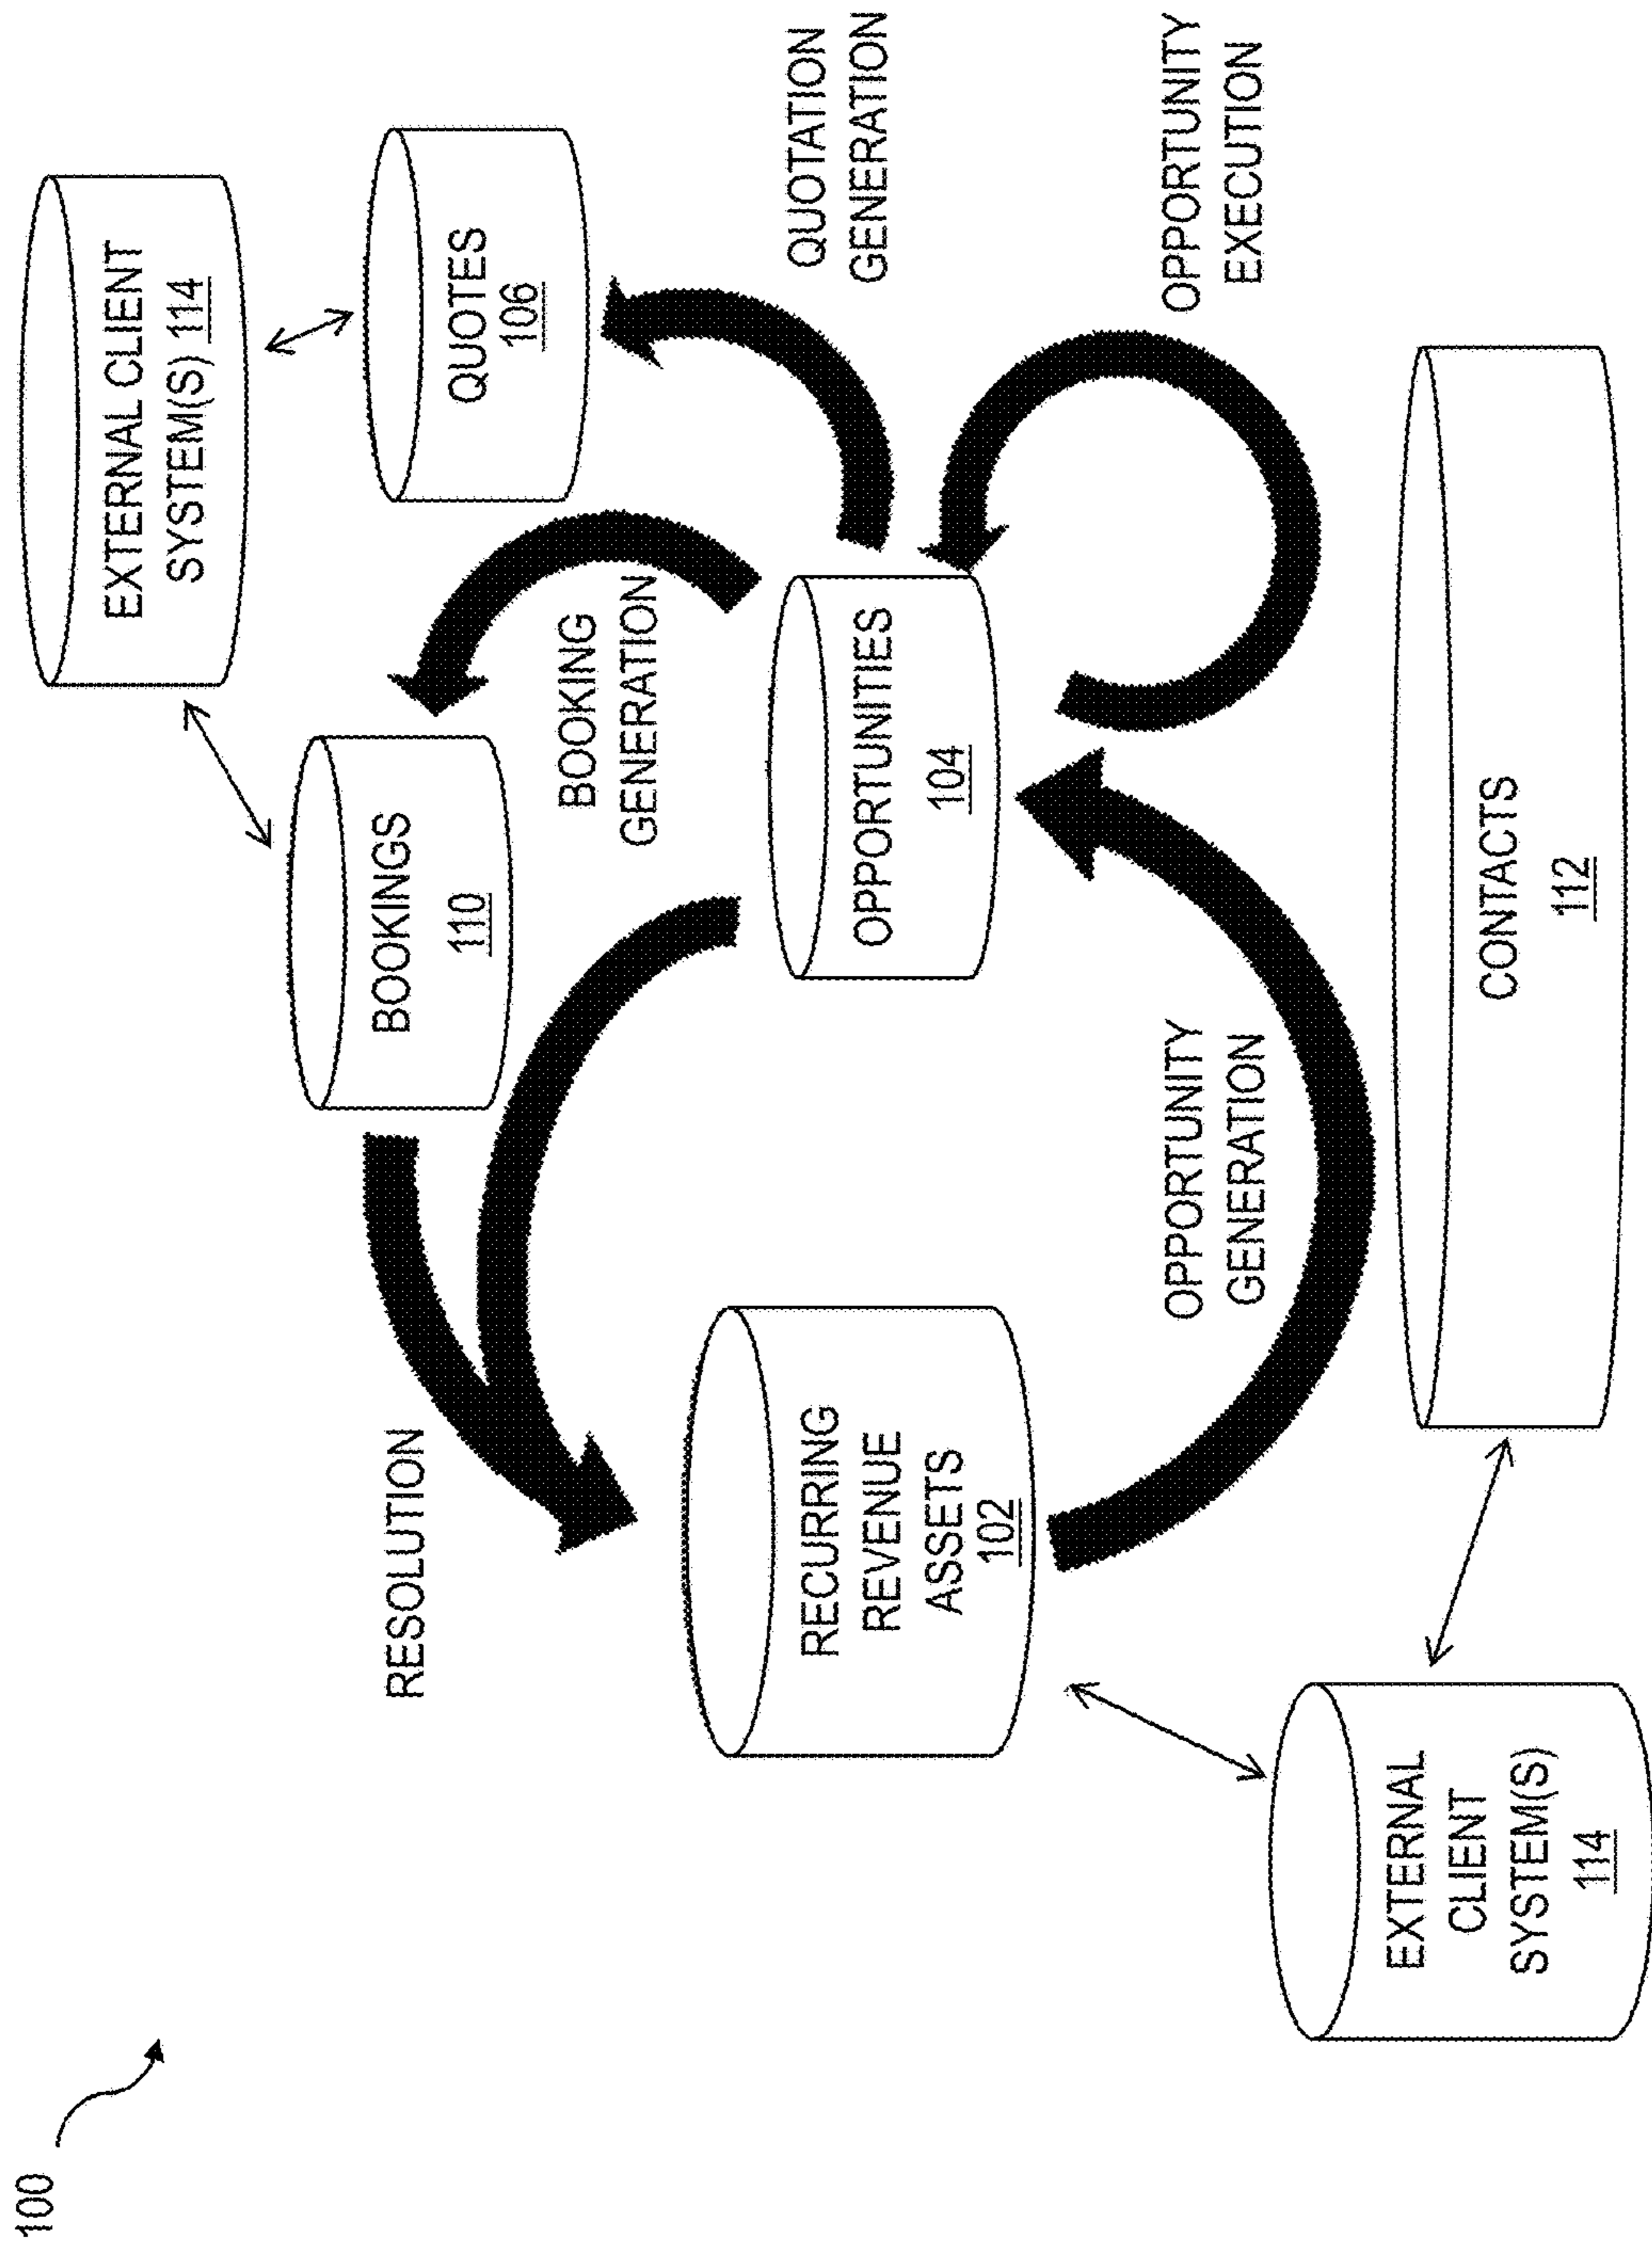 100
EXTERNAL CLIENT
SYSTEM(S) 114
BOOKINGS
110
QUOTES
106
RESOLUTION
BOOKING
GENERATION
QUOTATION
GENERATION
RECURRING
REVENUE
ASSETS
102
OPPORTUNITIES
104
OPPORTUNITY
GENERATION
OPPORTUNITY
EXECUTION
EXTERNAL
CLIENT
SYSTEM(S)
114
CONTACTS
112